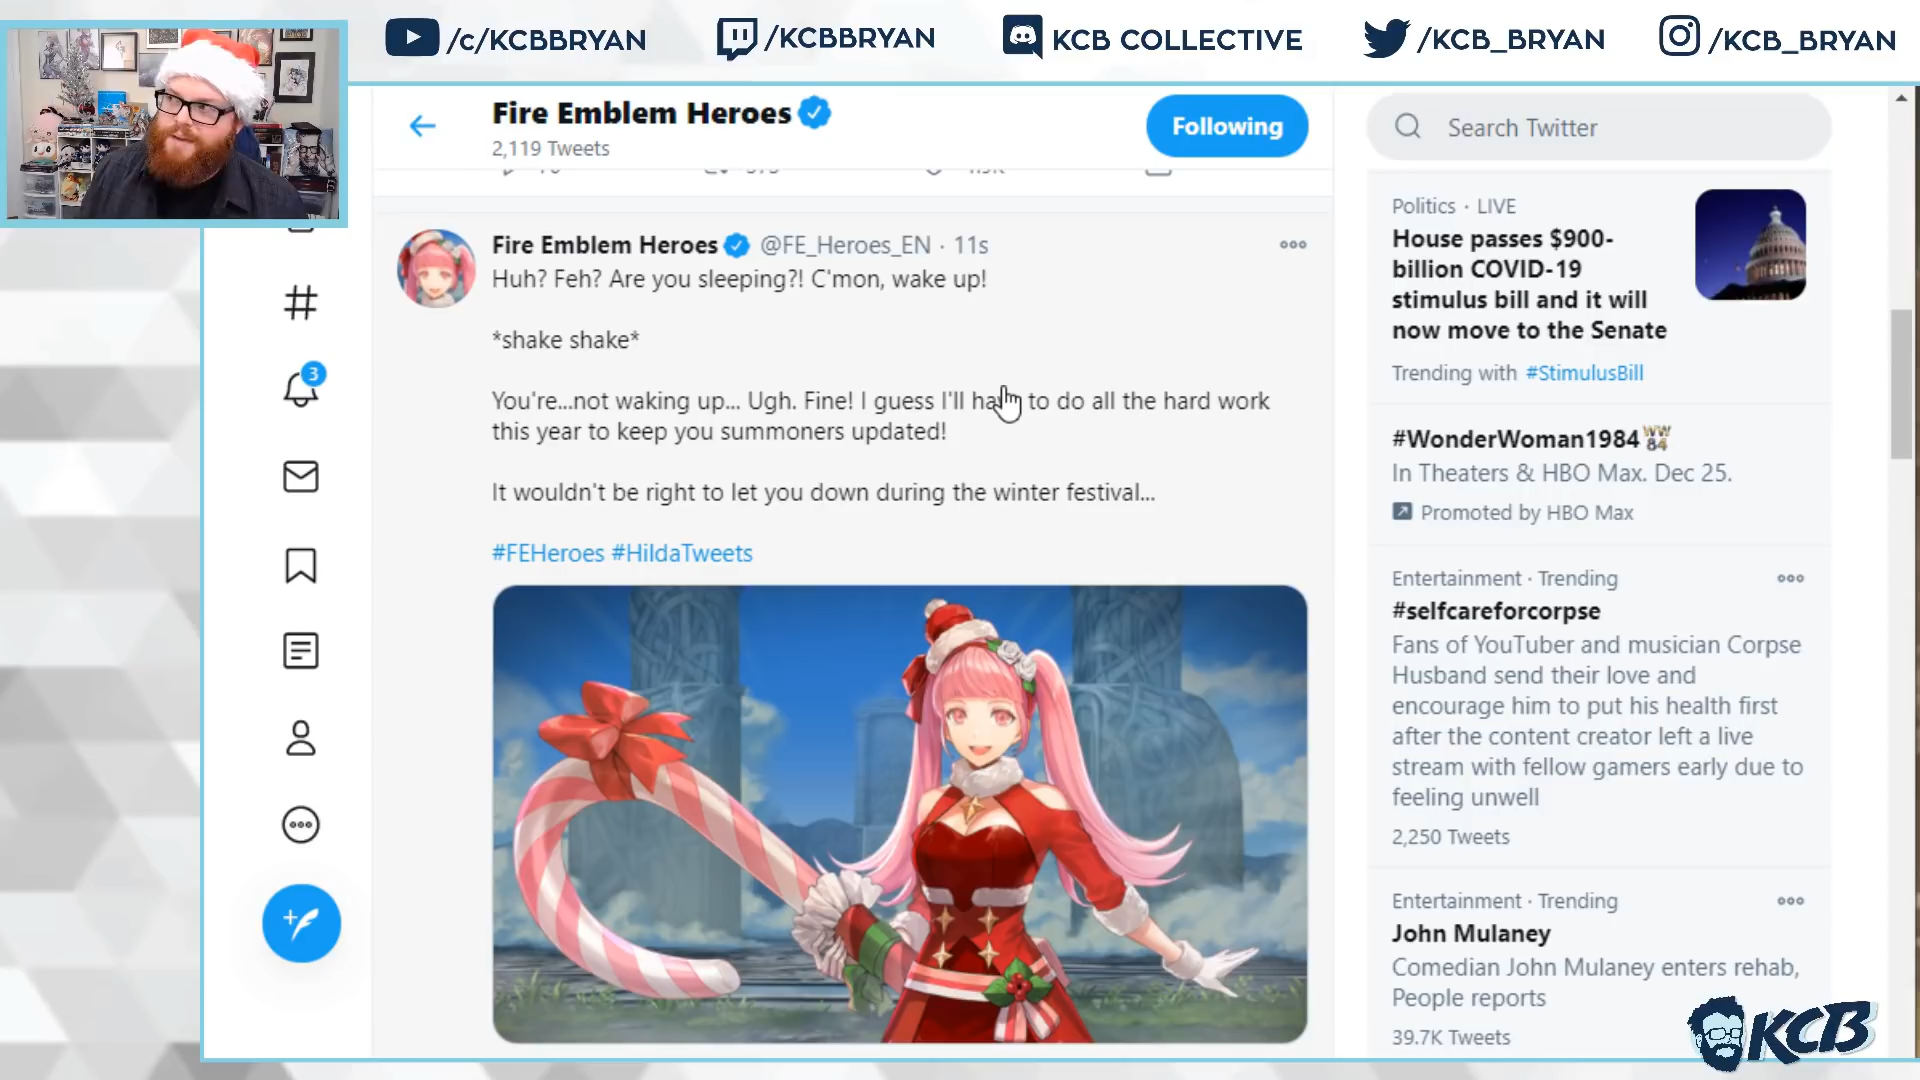 /c/KCBBRYAN
/KCBBRYAN
KCB COLLECTIVE
/KCB_BRYAN
/KCB_BRYAN
Fire Emblem Heroes
2,119 Tweets
Following
Search Twitter
Fire Emblem Heroes @FE_Heroes_EN · 11s
Huh? Feh? Are you sleeping?! C'mon, wake up!
*shake shake*
You're...not waking up... Ugh. Fine! I guess I'll have to do all the hard work
this year to keep you summoners updated!
It wouldn't be right to let you down during the winter festival...
#FEHeroes #HildaTweets
3
Politics · LIVE
House passes $900-
billion COVID-19
stimulus bill and it will
now move to the Senate
Trending with #StimulusBill
#WonderWoman1984 WW 84
In Theaters & HBO Max. Dec 25.
Promoted by HBO Max
Entertainment · Trending
#selfcareforcorpse
Fans of YouTuber and musician Corpse
Husband send their love and
encourage him to put his health first
after the content creator left a live
stream with fellow gamers early due to
feeling unwell
2,250 Tweets
Entertainment · Trending
John Mulaney
Comedian John Mulaney enters rehab,
People reports
39.7K Tweets
KCB